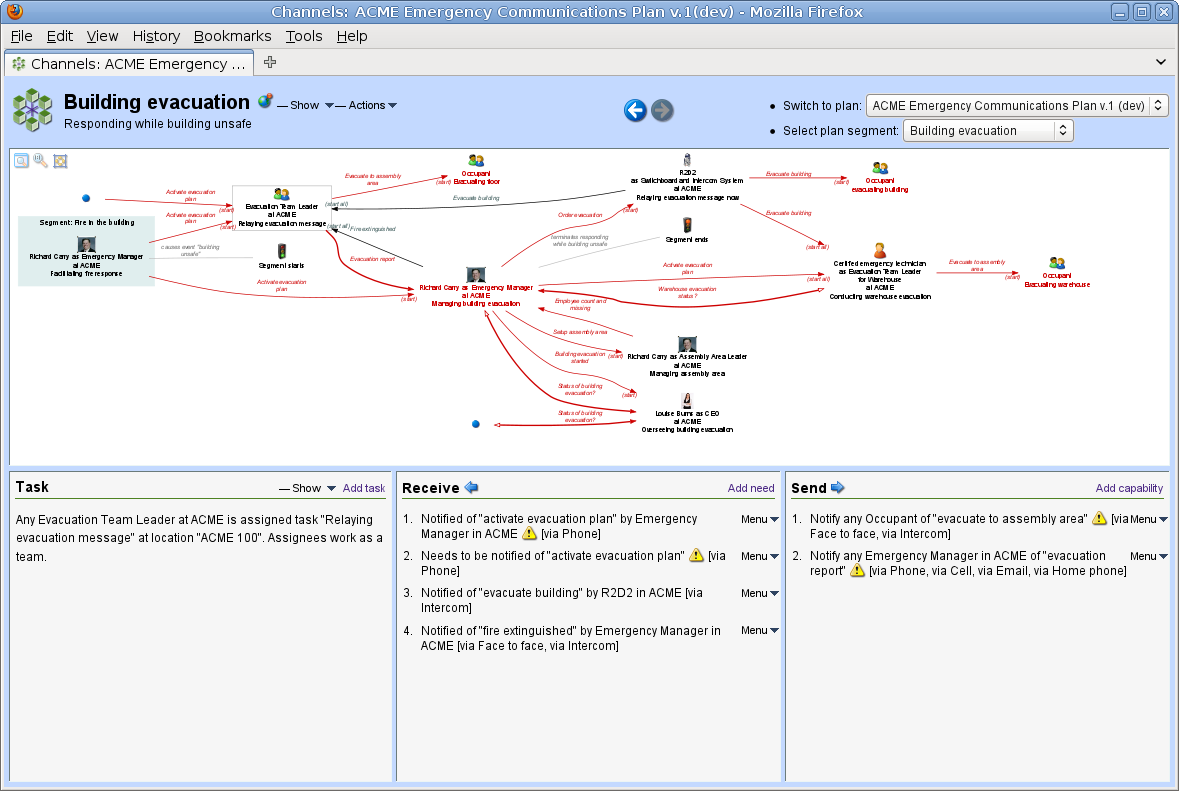 Channels: ACME Emergency Communications Plan v.1(dev) - Mozilla Firefox
File Edit View History Bookmarks Tools Help
Channels: ACME Emergency ...
Building evacuation
— Show — Actions
Responding while building unsafe
Switch to plan: ACME Emergency Communications Plan v.1 (dev)
Select plan segment: Building evacuation
Activate evacuation
plan
(start)
Segment: Fire in the building
Activate evacuation
plan
(start)
Richard Carry as Emergency Manager
at ACME
Facilitating fire response
causes event "building
unsafe"
Activate evacuation
plan
(start)
Evacuation Team Leader
at ACME
Relaying evacuation message
Segment starts
Evacuate to assembly
area
(start)
Occupant
Evacuating floor
(start all)
Evacuate building
(start all)
Fire extinguished
Evacuation report
Richard Carry as Emergency Manager
at ACME
Managing building evacuation
R2D2
as Switchboard and Intercom System
at ACME
Relaying evacuation message now
Order evacuation
(start)
Terminates responding
while building unsafe
Segment ends
Evacuate building
(start)
Occupant
evacuating building
Evacuate building
(start all)
Activate evacuation
plan
(start all)
Warehouse evacuation
status?
Certified emergency technician
as Evacuation Team Leader
for Warehouse
at ACME
Conducting warehouse evacuation
Evacuate to assembly
area
(start)
Occupant
Evacuating warehouse
Employee count and
missing
Setup assembly area
(start)
Richard Carry as Assembly Area Leader
at ACME
Managing assembly area
Building evacuation
started
(start)
Status of building
evacuation?
Status of building
evacuation?
Louise Burns as CEO
at ACME
Overseeing building evacuation
Task
— Show Add task
Any Evacuation Team Leader at ACME is assigned task "Relaying
evacuation message" at location "ACME 100". Assignees work as a
team.
Receive Add need
1. Notified of "activate evacuation plan" by Emergency Menu
Manager in ACME [via Phone]
2. Needs to be notified of "activate evacuation plan" [via Menu
Phone]
3. Notified of "evacuate building" by R2D2 in ACME [via Menu
Intercom]
4. Notified of "fire extinguished" by Emergency Manager in Menu
ACME [via Face to face, via Intercom]
Send Add capability
1. Notify any Occupant of "evacuate to assembly area" [via Menu
Face to face, via Intercom]
2. Notify any Emergency Manager in ACME of "evacuation Menu
report" [via Phone, via Cell, via Email, via Home phone]